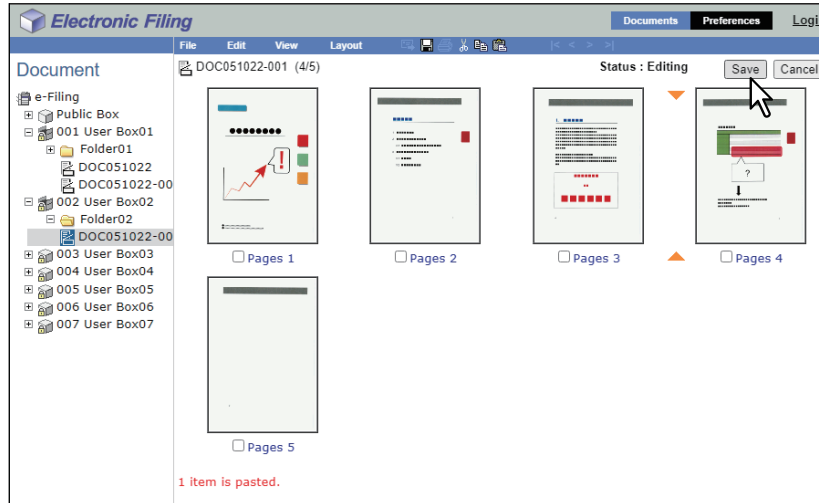 Electronic Filing
Documents Preferences Logi
File Edit View Layout
Document
DOC051022-001 (4/5) Status : Editing Save Cancel
e-Filing
Public Box
001 User Box01
Folder01
DOC051022
DOC051022-00
002 User Box02
Folder02
DOC051022-00
003 User Box03
004 User Box04
005 User Box05
006 User Box06
007 User Box07
!
?
Pages 1 Pages 2 Pages 3 Pages 4
Pages 5
1 item is pasted.